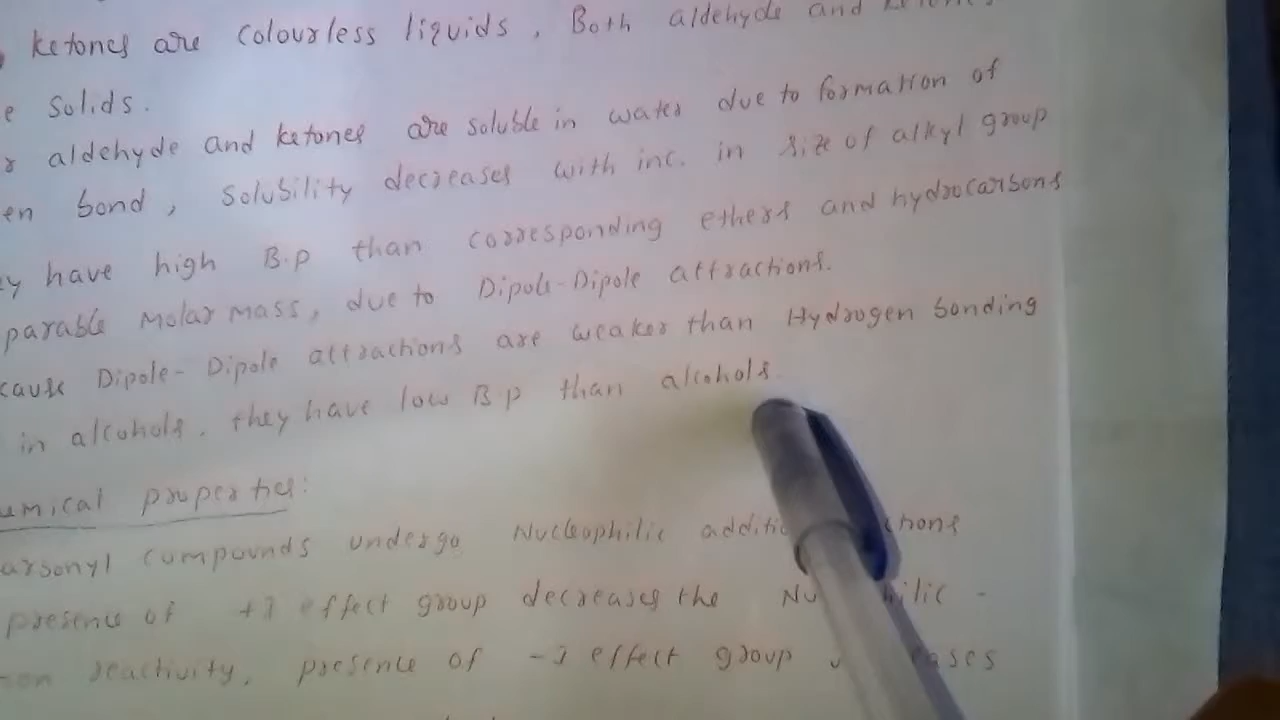 ketones are colourless liquids, Both aldehyde and ketones
e solids.
r aldehyde and ketones are soluble in water due to formation of
en bond, solubility decreases with inc. in size of alkyl group
ey have high B.p than corresponding ethers and hydrocarbons
parable Molar mass, due to Dipole-Dipole attractions.
cause Dipole-Dipole attractions are weaker than Hydrogen bonding
in alcohols. they have low B.p than alcohols.
emical properties:
arbonyl compounds undergo Nucleophilic
presence of +I effect group decreases the
reactivity, presence of -I effect group